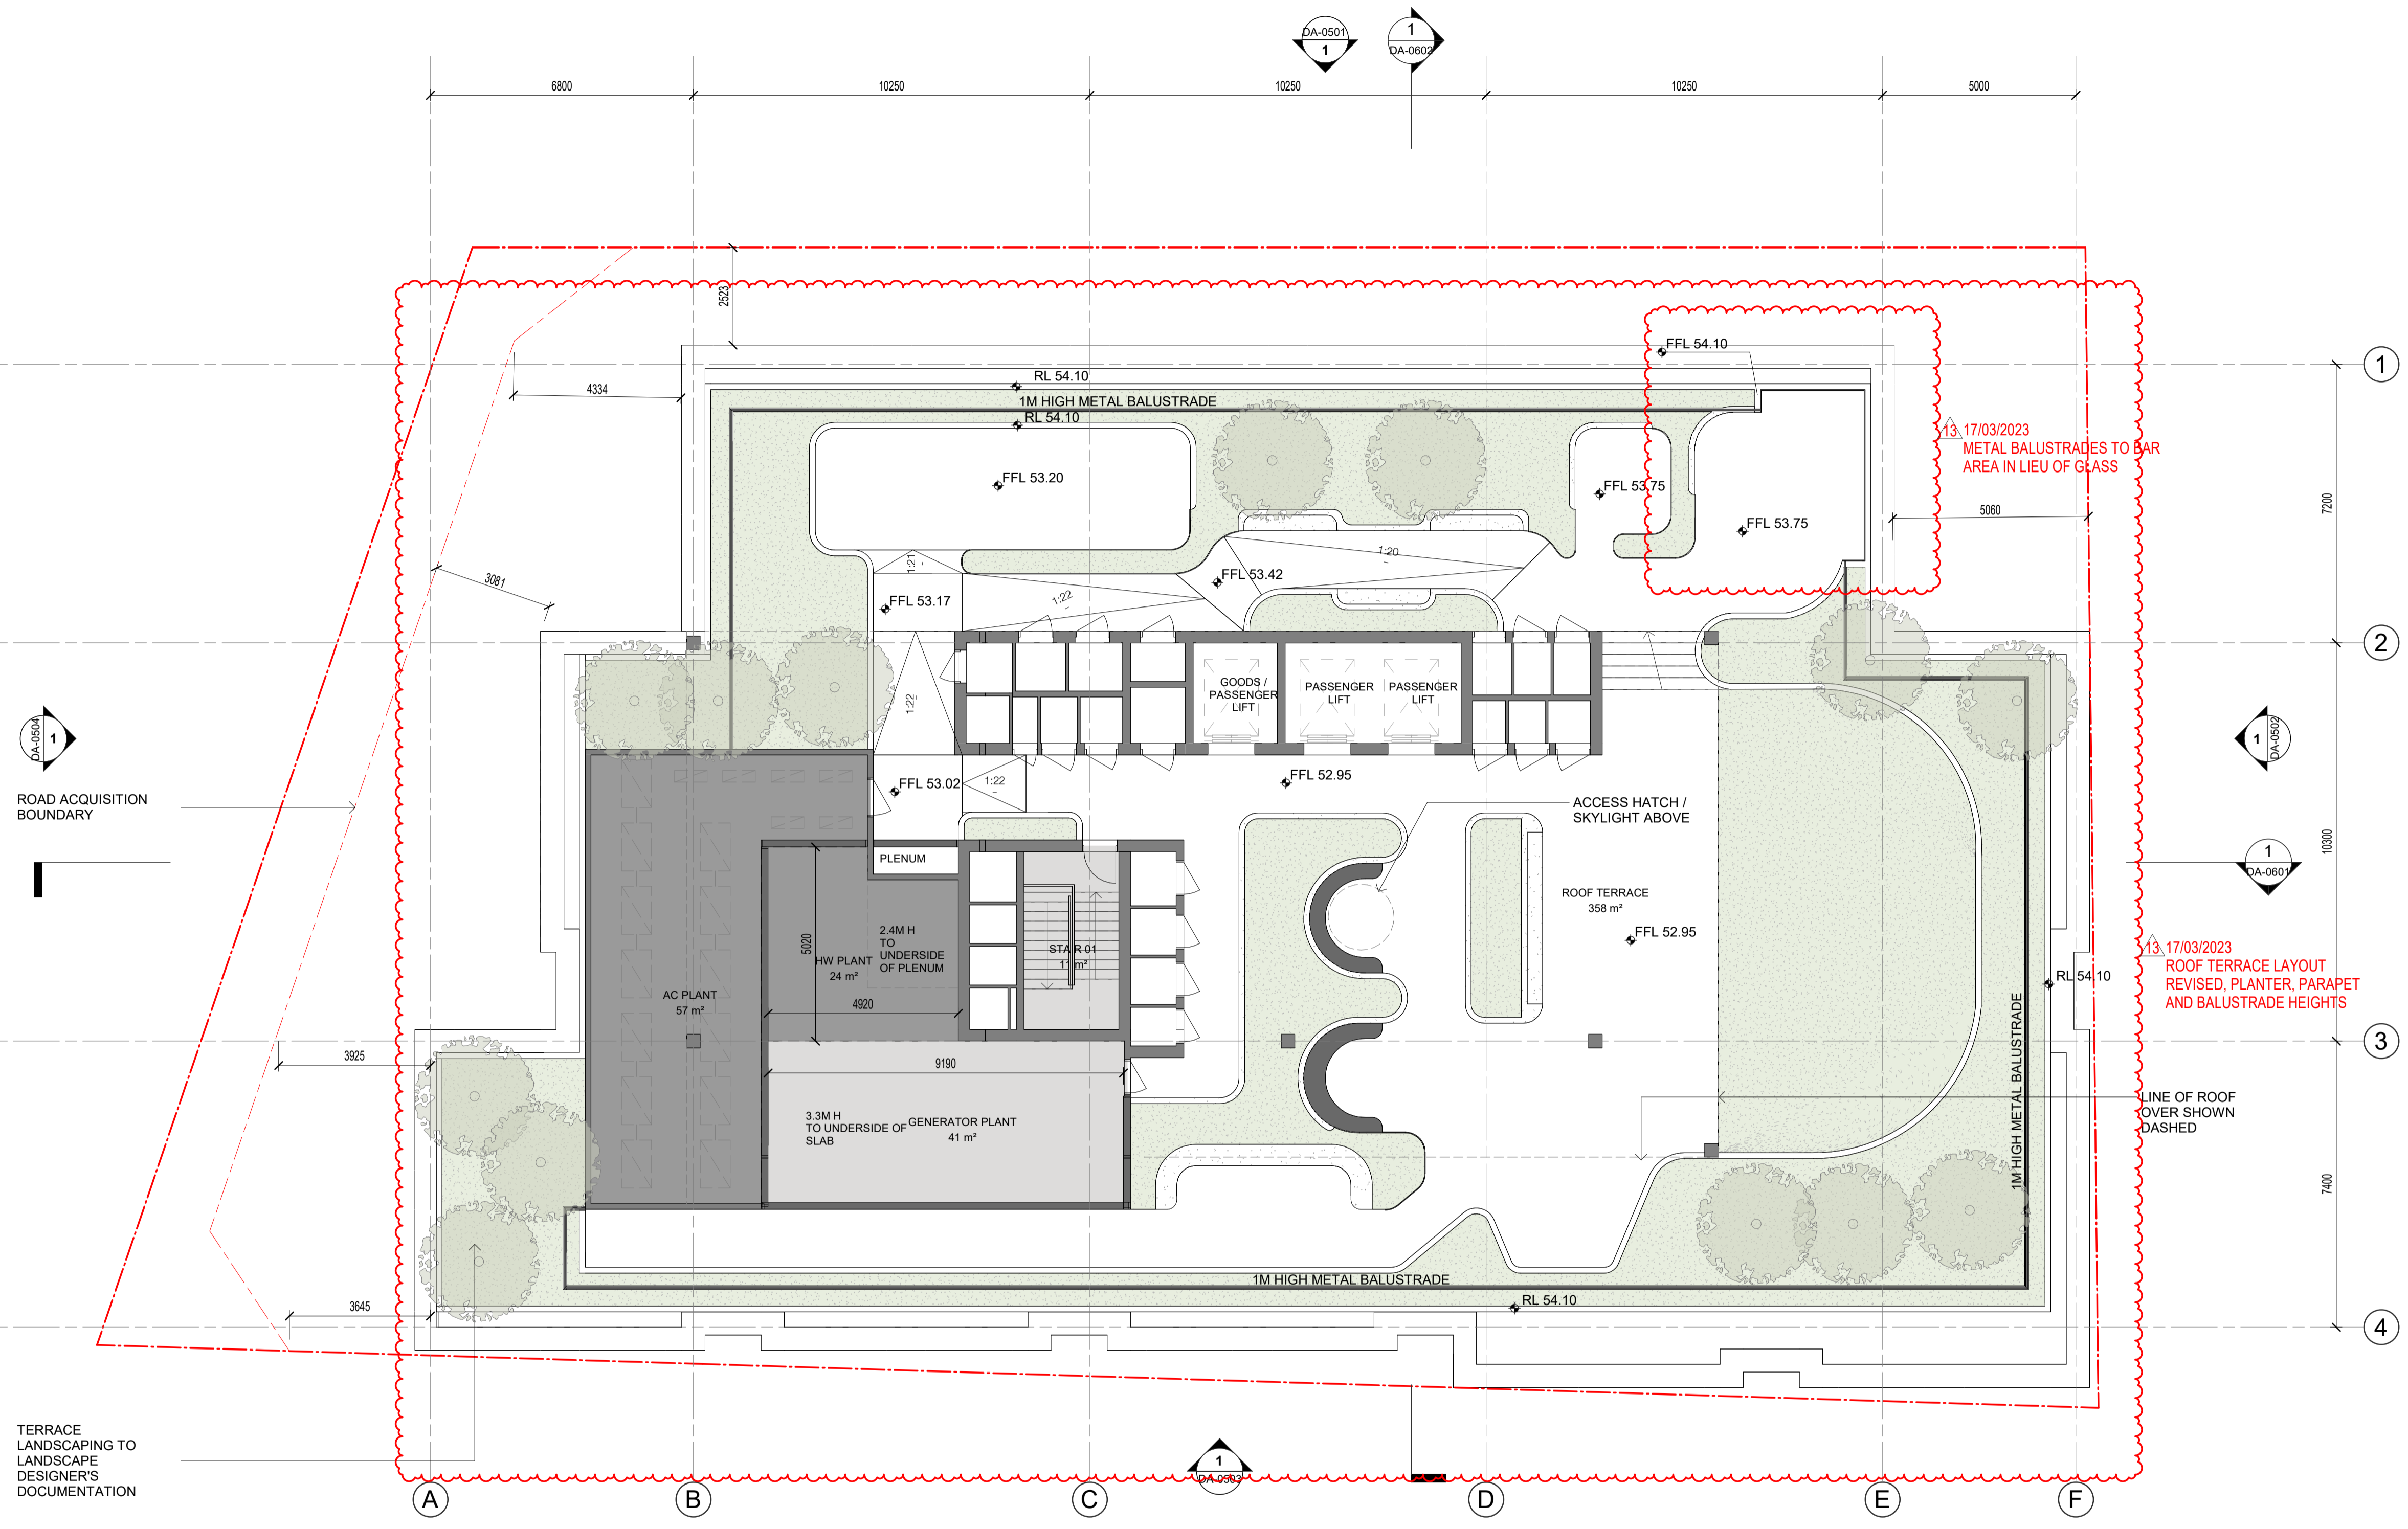 DA-0501
1
1
DA-0602
6800
10250
10250
10250
5000
2523
1
FFL 54.10
RL 54.10
4334
1M HIGH METAL BALUSTRADE
RL 54.10
13
17/03/2023
METAL BALUSTRADES TO BAR
AREA IN LIEU OF GLASS
FFL 53.20
FFL 53.75
7200
5060
FFL 53.75
1:20
1:21
3081
FFL 53.42
1:22
FFL 53.17
2
GOODS /
PASSENGER
LIFT
PASSENGER
LIFT
PASSENGER
LIFT
1:22
DA-0504
1
1
DA-0502
FFL 52.95
1:22
FFL 53.02
ROAD ACQUISITION
BOUNDARY
ACCESS HATCH /
SKYLIGHT ABOVE
10300
1
DA-0601
PLENUM
ROOF TERRACE
358 m²
2.4M H
TO
UNDERSIDE
OF PLENUM
5020
STAIR 01
11 m²
FFL 52.95
HW PLANT
24 m²
13
17/03/2023
ROOF TERRACE LAYOUT
REVISED, PLANTER, PARAPET
AND BALUSTRADE HEIGHTS
RL 54.10
AC PLANT
57 m²
4920
3
3925
9190
1M HIGH METAL BALUSTRADE
LINE OF ROOF
OVER SHOWN
DASHED
3.3M H
TO UNDERSIDE OF
SLAB
GENERATOR PLANT
41 m²
7400
1M HIGH METAL BALUSTRADE
RL 54.10
3645
4
TERRACE
LANDSCAPING TO
LANDSCAPE
DESIGNER'S
DOCUMENTATION
1
DA-0503
A
B
C
D
E
F